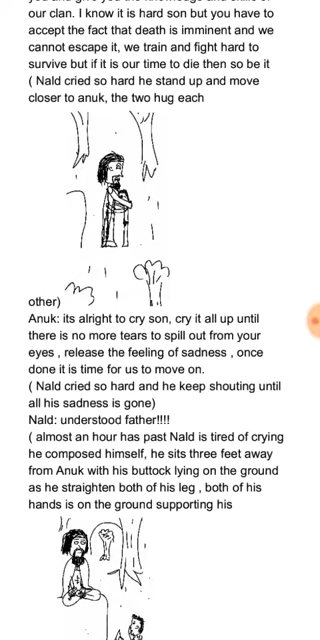 our clan. I know it is hard son but you have to
accept the fact that death is imminent and we
cannot escape it, we train and fight hard to
survive but if it is our time to die then so be it
( Nald cried so hard he stand up and move
closer to anuk, the two hug each
other)
Anuk: its alright to cry son, cry it all up until
there is no more tears to spill out from your
eyes , release the feeling of sadness , once
done it is time for us to move on.
( Nald cried so hard and he keep shouting until
all his sadness is gone)
Nald: understood father!!!!
( almost an hour has past Nald is tired of crying
he composed himself, he sits three feet away
from Anuk with his buttock lying on the ground
as he straighten both of his leg , both of his
hands is on the ground supporting his